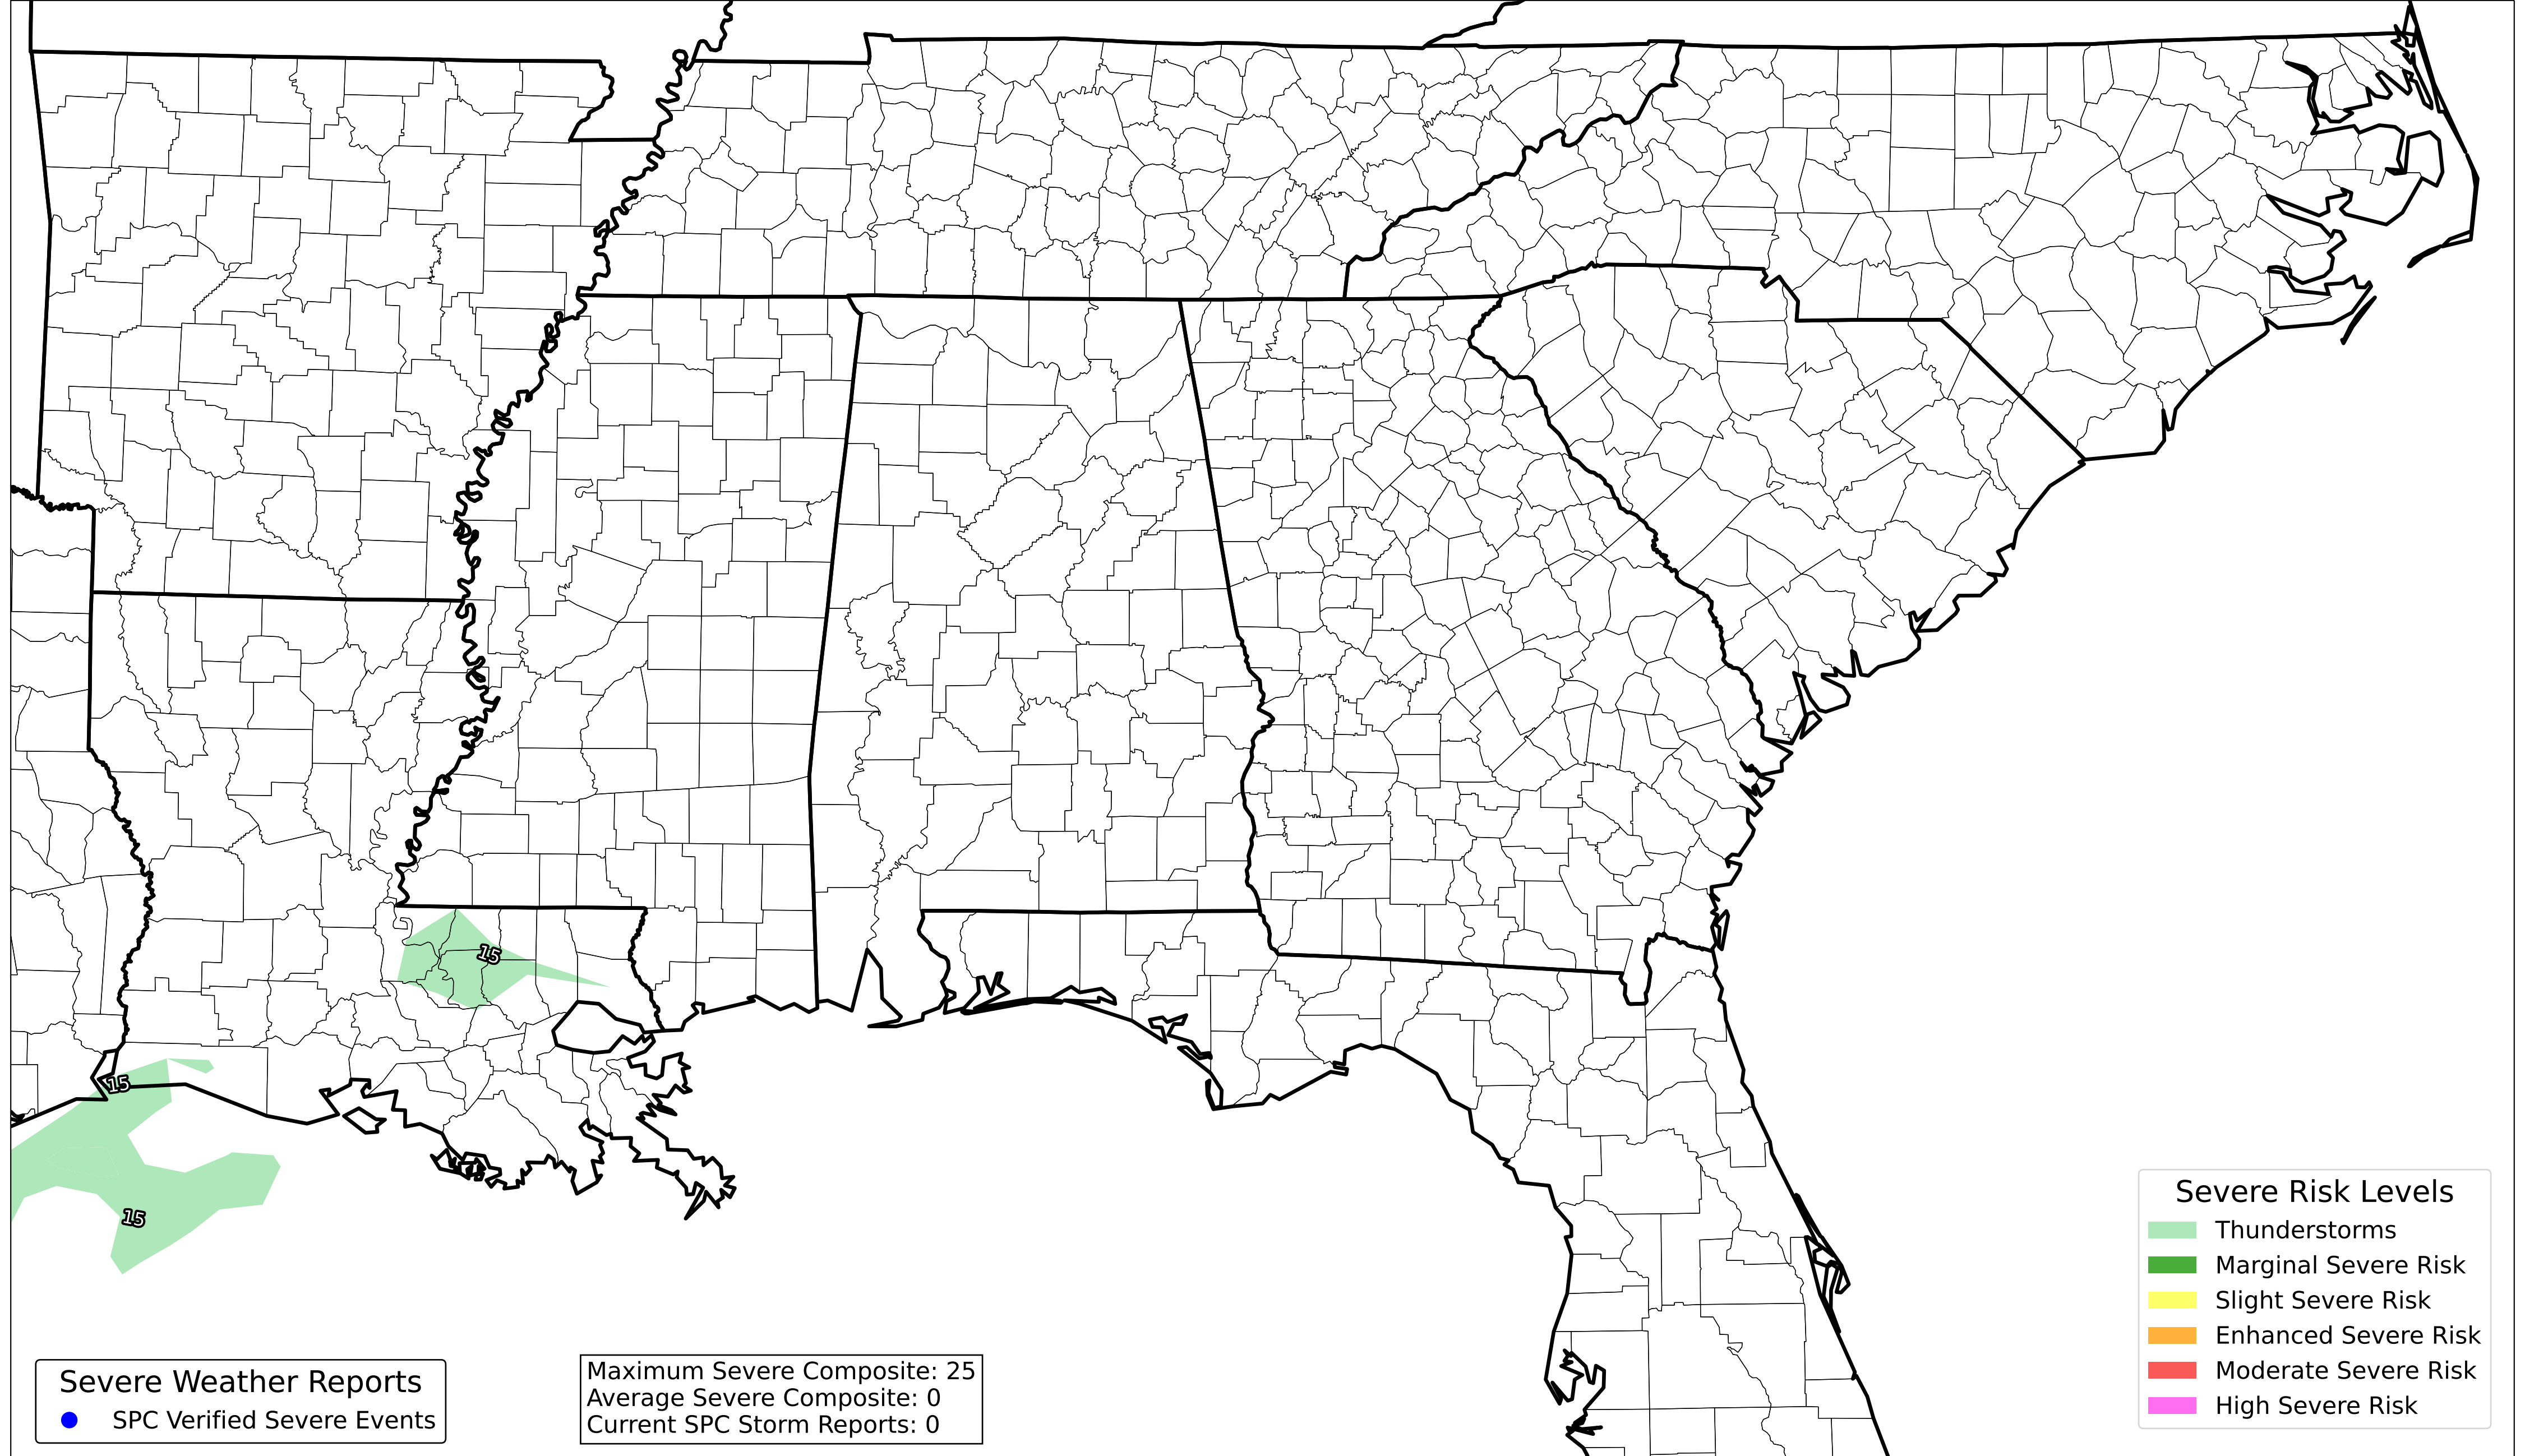 15
15
15
Severe Weather Reports
SPC Verified Severe Events
Maximum Severe Composite: 25
Average Severe Composite: 0
Current SPC Storm Reports: 0
Severe Risk Levels
Thunderstorms
Marginal Severe Risk
Slight Severe Risk
Enhanced Severe Risk
Moderate Severe Risk
High Severe Risk